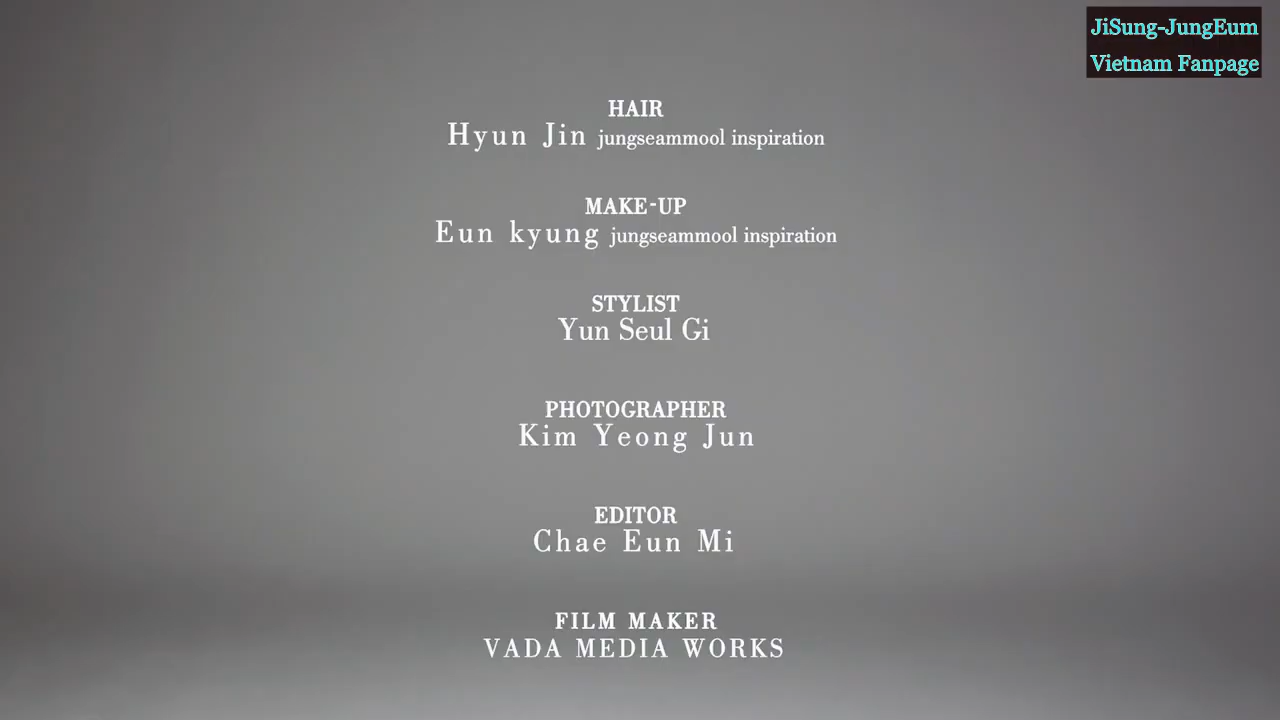 JiSung-JungEum
Vietnam Fanpage
HAIR
Hyun Jin jungseammool inspiration
MAKE-UP
Eun kyung jungseammool inspiration
STYLIST
Yun Seul Gi
PHOTOGRAPHER
Kim Yeong Jun
EDITOR
Chae Eun Mi
FILM MAKER
VADA MEDIA WORKS